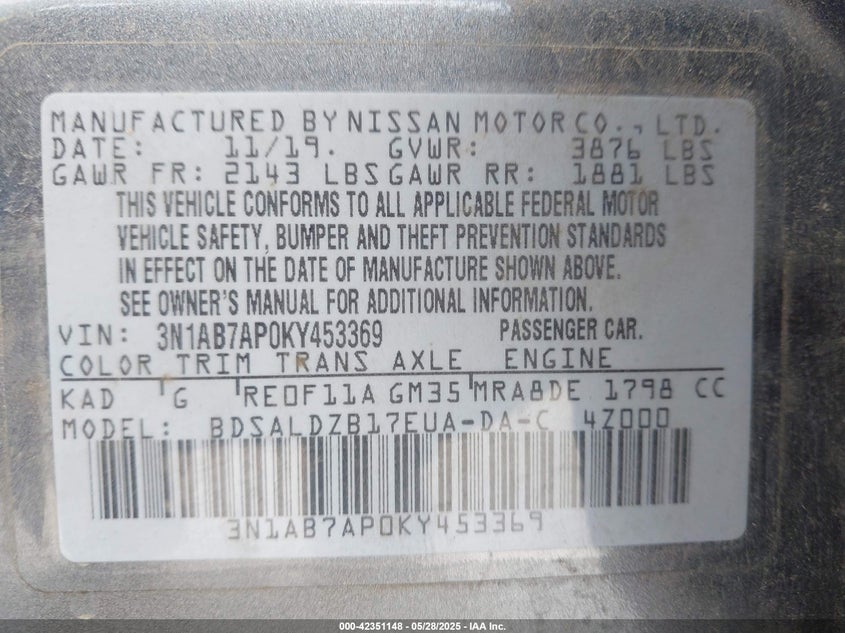 MANUFACTURED BY NISSAN MOTOR CO., LTD.
DATE: 11/19. GVWR: 3876 LBS
GAWR FR: 2143 LBS GAWR RR: 1881 LBS
THIS VEHICLE CONFORMS TO ALL APPLICABLE FEDERAL MOTOR
VEHICLE SAFETY, BUMPER AND THEFT PREVENTION STANDARDS
IN EFFECT ON THE DATE OF MANUFACTURE SHOWN ABOVE.
SEE OWNER'S MANUAL FOR ADDITIONAL INFORMATION.
VIN: 3N1AB7AP0KY453369 PASSENGER CAR.
COLOR TRIM TRANS AXLE ENGINE
KAD G RE0F11A GM35 MRA8DE 1798 CC
MODEL: BDSALDZB17EUA-DA-C 4Z000
3N1AB7AP0KY453369
000-42351148 | 05/28/2025 - IAA Inc.